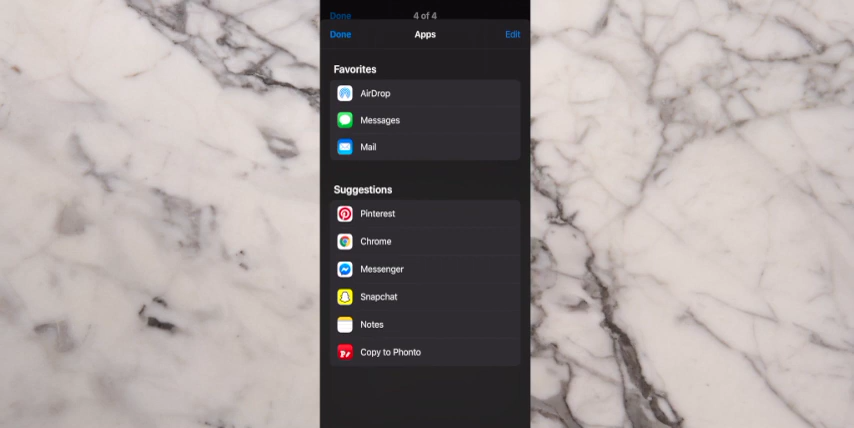 Done
4 of 4
Done
Apps
Edit
Favorites
AirDrop
Messages
Mail
Suggestions
Pinterest
Chrome
Messenger
Snapchat
Notes
Copy to Phonto